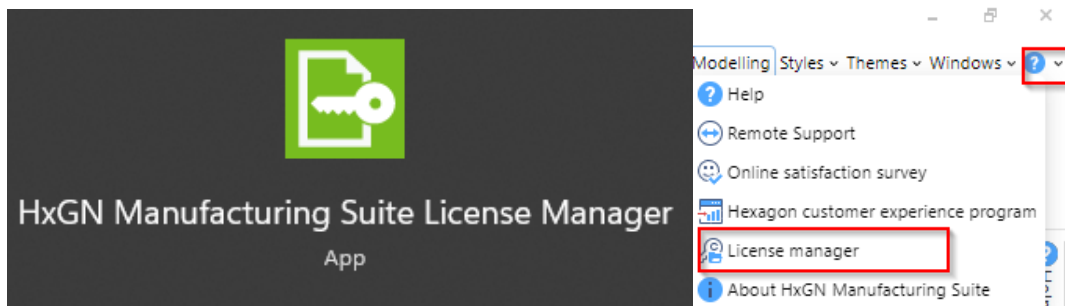 HxGN Manufacturing Suite License Manager
App
Modelling Styles Themes Windows ?
? Help
Remote Support
Online satisfaction survey
Hexagon customer experience program
License manager
i About HxGN Manufacturing Suite